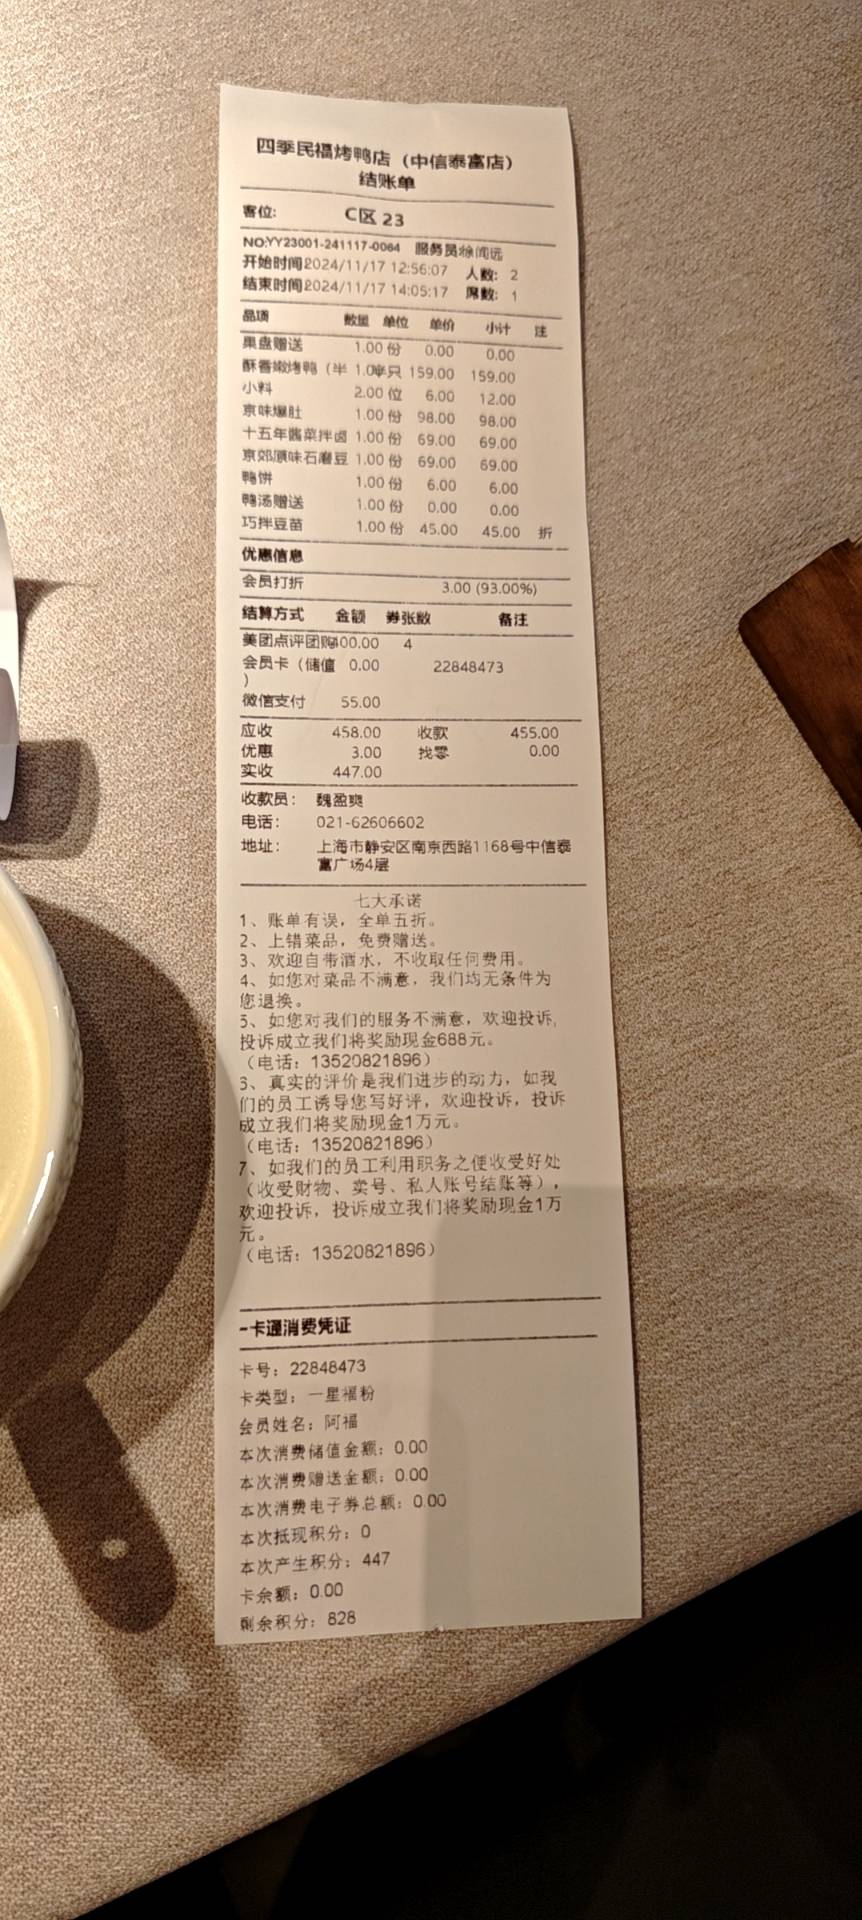 四季民福烤鸭店（中信泰富店）
结账单
客位: C区 23
NO:YY23001-241117-0064 服务员:徐闻远
开始时间2024/11/17 12:56:07 人数: 2
结束时间2024/11/17 14:05:17 席数: 1
品项 数量 单位 单价 小计 注
果盘赠送 1.00 份 0.00 0.00
酥香嫩烤鸭（半 1.00 半只 159.00 159.00
小料 2.00 位 6.00 12.00
京味爆肚 1.00 份 98.00 98.00
十五年酱菜拌卤 1.00 份 69.00 69.00
京郊原味石磨豆 1.00 份 69.00 69.00
鸭饼 1.00 份 6.00 6.00
鸭汤赠送 1.00 份 0.00 0.00
巧拌豆苗 1.00 份 45.00 45.00 折
优惠信息
会员打折 3.00 (93.00%)
结算方式 金额 券张数 备注
美团点评团购400.00 4
会员卡（储值 0.00 22848473
）
微信支付 55.00
应收 458.00 收款 455.00
优惠 3.00 找零 0.00
实收 447.00
收款员: 魏盈爽
电话: 021-62606602
地址: 上海市静安区南京西路1168号中信泰
富广场4层
七大承诺
1、账单有误，全单五折。
2、上错菜品，免费赠送。
3、欢迎自带酒水，不收取任何费用。
4、如您对菜品不满意，我们均无条件为
您退换。
5、如您对我们的服务不满意，欢迎投诉,
投诉成立我们将奖励现金688元。
（电话：13520821896）
6、真实的评价是我们进步的动力，如我
们的员工诱导您写好评，欢迎投诉，投诉
成立我们将奖励现金1万元。
（电话：13520821896）
7、如我们的员工利用职务之便收受好处
（收受财物、卖号、私人账号结账等），
欢迎投诉，投诉成立我们将奖励现金1万
元。
（电话：13520821896）
一卡通消费凭证
卡号：22848473
卡类型：一星福粉
会员姓名：阿福
本次消费储值金额：0.00
本次消费赠送金额：0.00
本次消费电子券总额：0.00
本次抵现积分：0
本次产生积分：447
卡余额：0.00
剩余积分：828